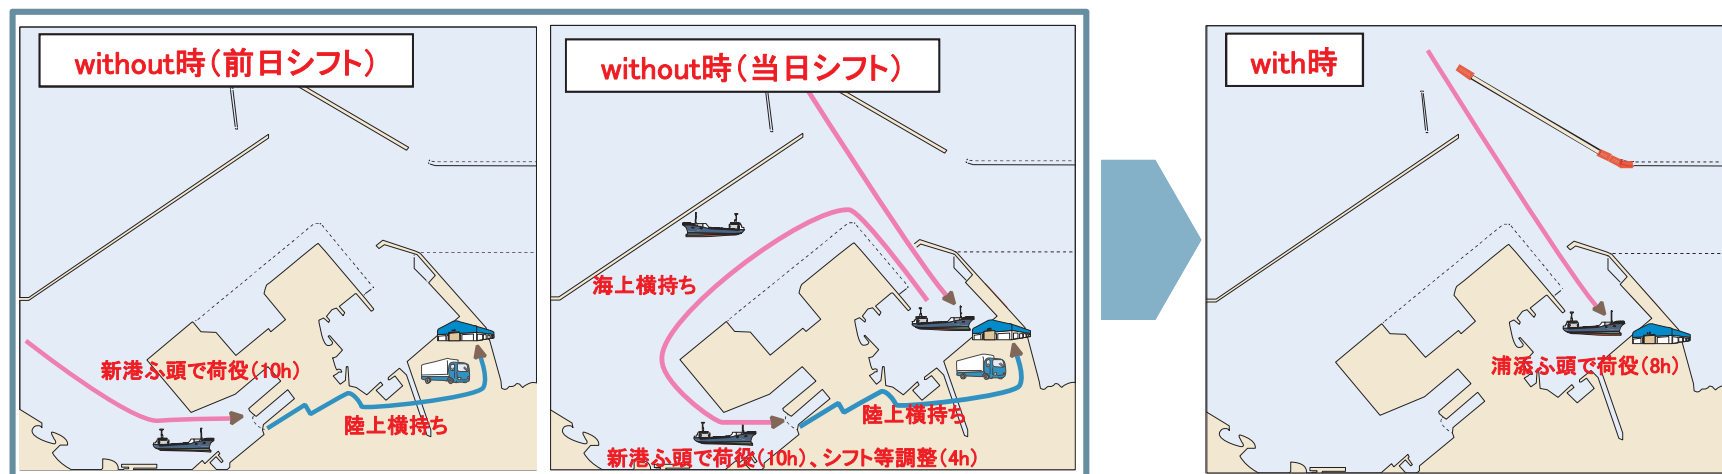 without時（前日シフト）
新港ふ頭で荷役（10h）
陸上横持ち
without時（当日シフト）
海上横持ち
陸上横持ち
新港ふ頭で荷役（10h）、シフト等調整（4h）
with時
浦添ふ頭で荷役（8h）